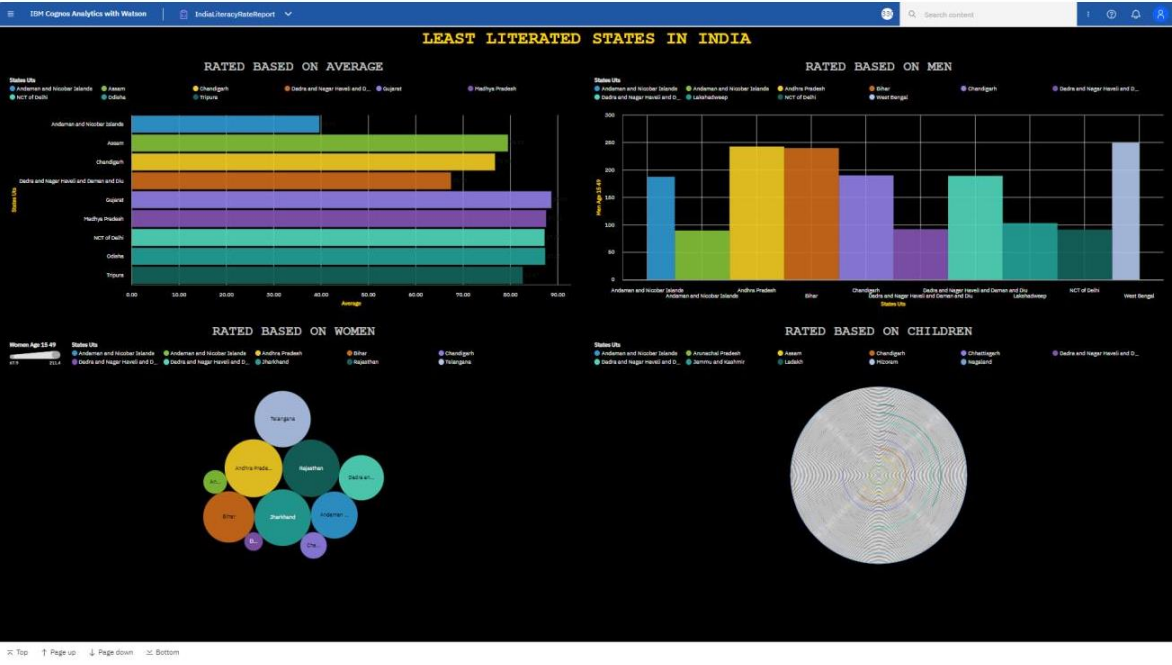 IBM Cognos Analytics with Watson
IndiaLiteracyRateReport
Search content
LEAST LITERATED STATES IN INDIA
RATED BASED ON AVERAGE
States Uts
Andaman and Nicobar Islands Assam Chandigarh Dadra and Nagar Haveli and D... Gujarat Madhya Pradesh
NCT of Delhi Odisha Tripura
Andaman and Nicobar Islands
Assam
Chandigarh
Dadra and Nagar Haveli and Daman and Diu
Gujarat
Madhya Pradesh
NCT of Delhi
Odisha
Tripura
States Uts
0.00 10.00 20.00 30.00 40.00 50.00 60.00 70.00 80.00 90.00
Average
RATED BASED ON MEN
States Uts
Andaman and Nicobar Islands Andaman and Nicobar Islands Andhra Pradesh Bihar Chandigarh Dadra and Nagar Haveli and D...
Dadra and Nagar Haveli and D... Lakshadweep NCT of Delhi West Bengal
300
250
200
150
100
50
0
Men Age 15 49
Andaman and Nicobar Islands Andhra Pradesh Chandigarh Dadra and Nagar Haveli and Daman and Diu NCT of Delhi
Andaman and Nicobar Islands Bihar Dadra and Nagar Haveli and Daman and Diu Lakshadweep West Bengal
States Uts
RATED BASED ON WOMEN
Women Age 15 49
67.5 211.4
States Uts
Andaman and Nicobar Islands Andaman and Nicobar Islands Andhra Pradesh Bihar Chandigarh
Dadra and Nagar Haveli and D... Dadra and Nagar Haveli and D... Jharkhand Rajasthan Telangana
Telangana
Andhra Prade...
Rajasthan
Dadra an...
An...
Bihar
Jharkhand
Andaman ...
D...
Cha...
RATED BASED ON CHILDREN
States Uts
Andaman and Nicobar Islands Arunachal Pradesh Assam Chandigarh Chhattisgarh Dadra and Nagar Haveli and D...
Dadra and Nagar Haveli and D... Jammu and Kashmir Ladakh Mizoram Nagaland
Top Page up Page down Bottom